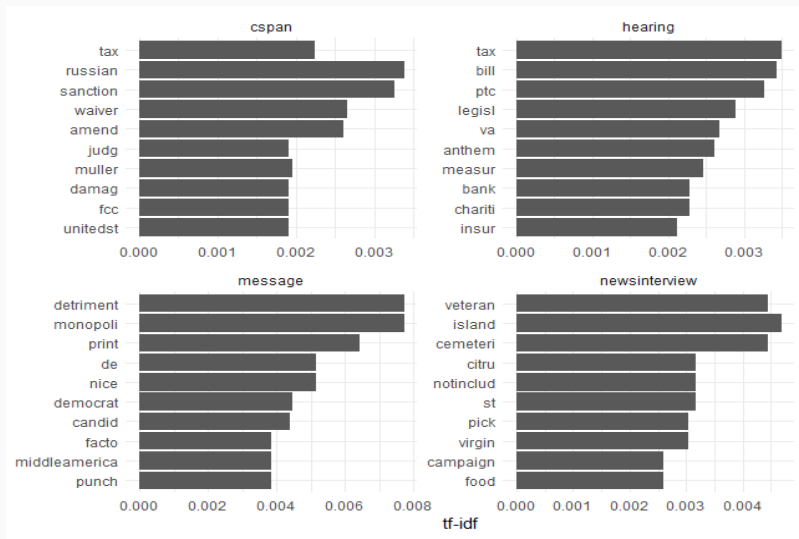 cspan
tax
russian
sanction
waiver
amend
judg
muller
damag
fcc
unitedst
0.000 0.001 0.002 0.003
hearing
tax
bill
ptc
legisl
va
anthem
measur
bank
chariti
insur
0.000 0.001 0.002 0.003
message
detriment
monopoli
print
de
nice
democrat
candid
facto
middleamerica
punch
0.000 0.002 0.004 0.006 0.008
newsinterview
veteran
island
cemeteri
citru
notinclud
st
pick
virgin
campaign
food
0.000 0.001 0.002 0.003 0.004
tf-idf